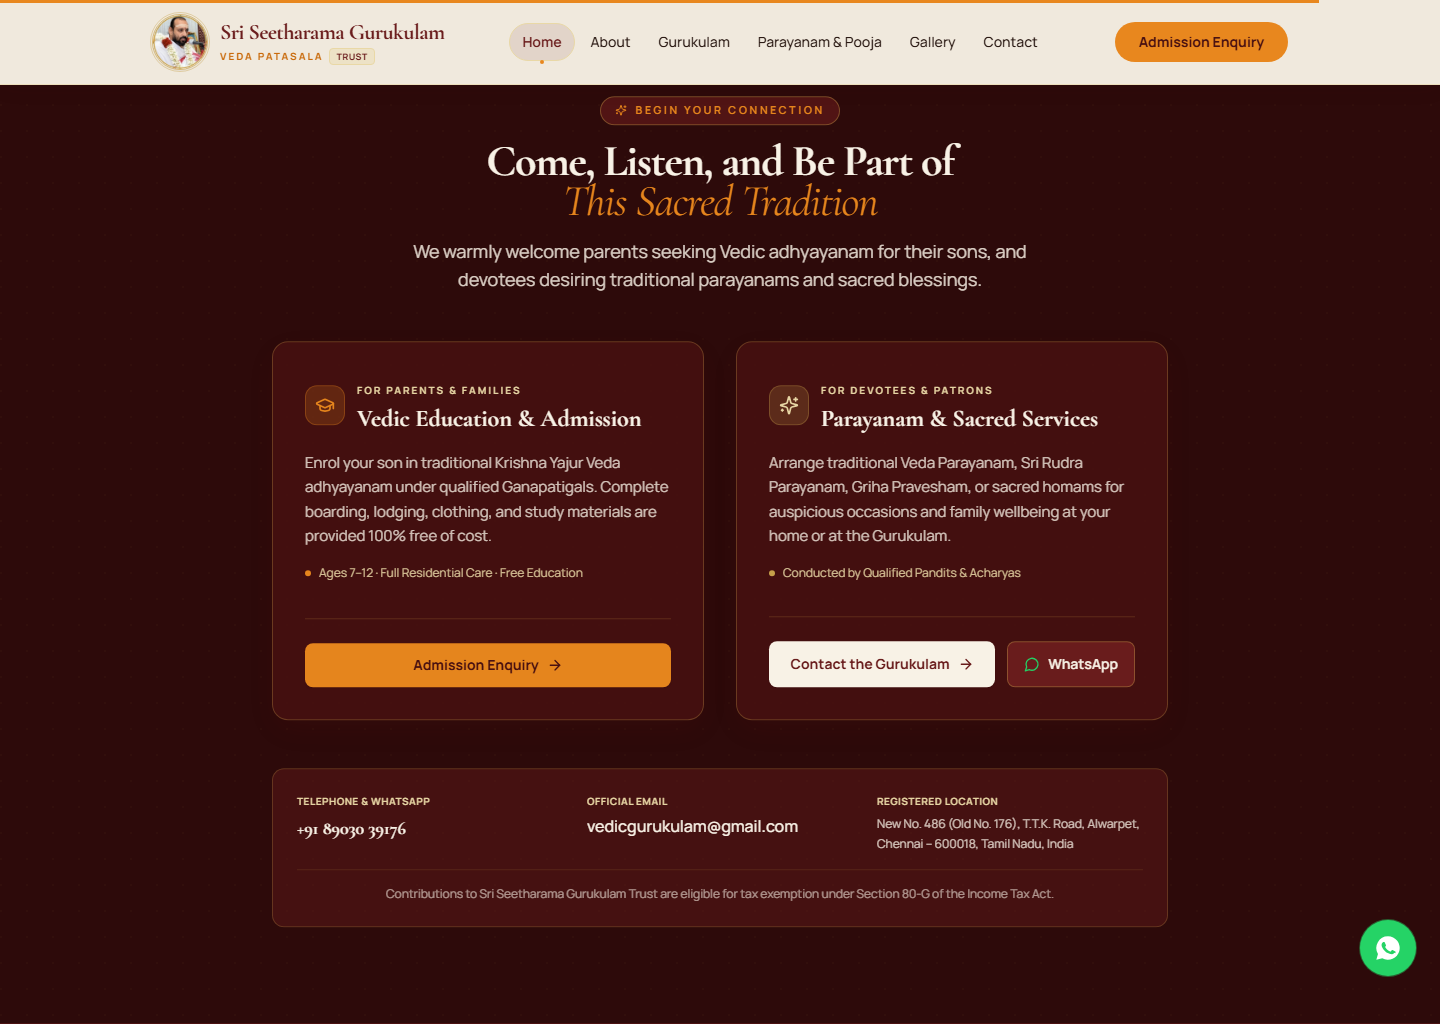 Sri Seetharama Gurukulam
VEDA PATASALA TRUST
Home About Gurukulam Parayanam & Pooja Gallery Contact
Admission Enquiry
BEGIN YOUR CONNECTION
Come, Listen, and Be Part of
This Sacred Tradition
We warmly welcome parents seeking Vedic adhyayanam for their sons, and
devotees desiring traditional parayanams and sacred blessings.
FOR PARENTS & FAMILIES
Vedic Education & Admission
Enrol your son in traditional Krishna Yajur Veda
adhyayanam under qualified Ganapatigals. Complete
boarding, lodging, clothing, and study materials are
provided 100% free of cost.
Ages 7–12 · Full Residential Care · Free Education
Admission Enquiry
FOR DEVOTEES & PATRONS
Parayanam & Sacred Services
Arrange traditional Veda Parayanam, Sri Rudra
Parayanam, Griha Pravesham, or sacred homams for
auspicious occasions and family wellbeing at your
home or at the Gurukulam.
Conducted by Qualified Pandits & Acharyas
Contact the Gurukulam
WhatsApp
TELEPHONE & WHATSAPP
+91 89030 39176
OFFICIAL EMAIL
vedicgurukulam@gmail.com
REGISTERED LOCATION
New No. 486 (Old No. 176), T.T.K. Road, Alwarpet,
Chennai – 600018, Tamil Nadu, India
Contributions to Sri Seetharama Gurukulam Trust are eligible for tax exemption under Section 80-G of the Income Tax Act.